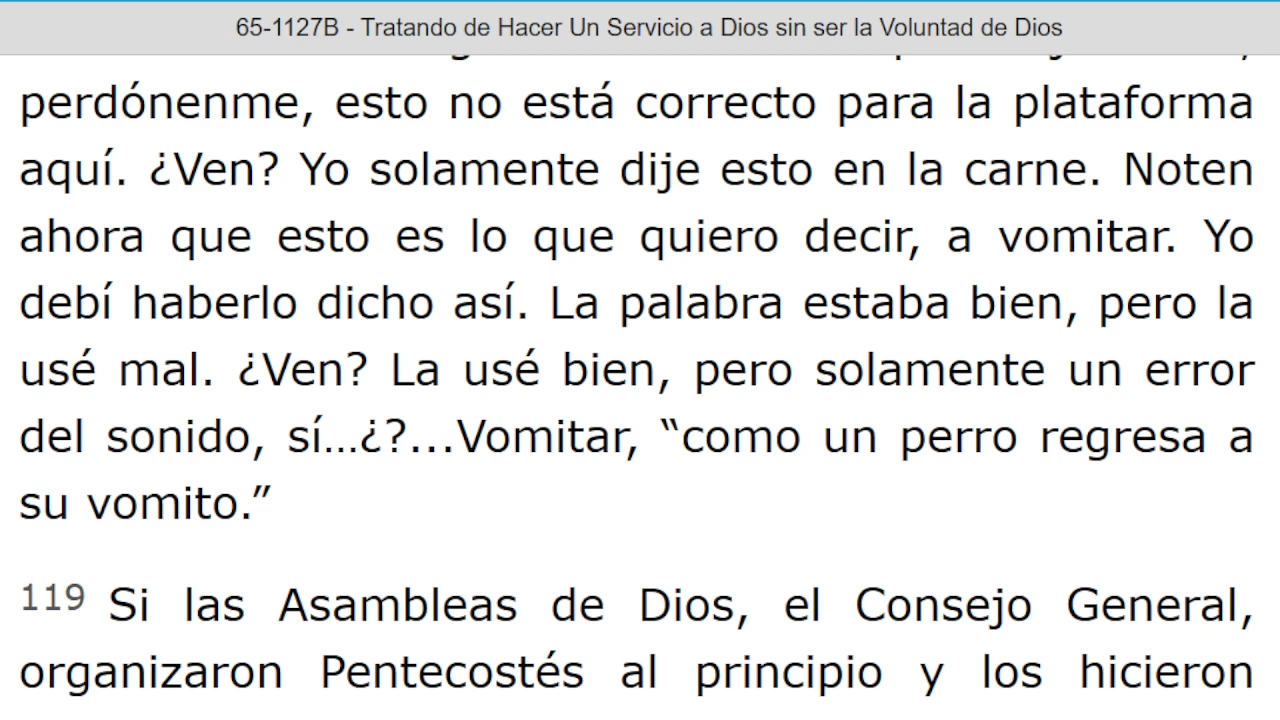 65-1127B - Tratando de Hacer Un Servicio a Dios sin ser la Voluntad de Dios
perdónenme, esto no está correcto para la plataforma
aquí. ¿Ven? Yo solamente dije esto en la carne. Noten
ahora que esto es lo que quiero decir, a vomitar. Yo
debí haberlo dicho así. La palabra estaba bien, pero la
usé mal. ¿Ven? La usé bien, pero solamente un error
del sonido, sí…¿?...Vomitar, “como un perro regresa a
su vomito.”
119 Si las Asambleas de Dios, el Consejo General,
organizaron Pentecostés al principio y los hicieron